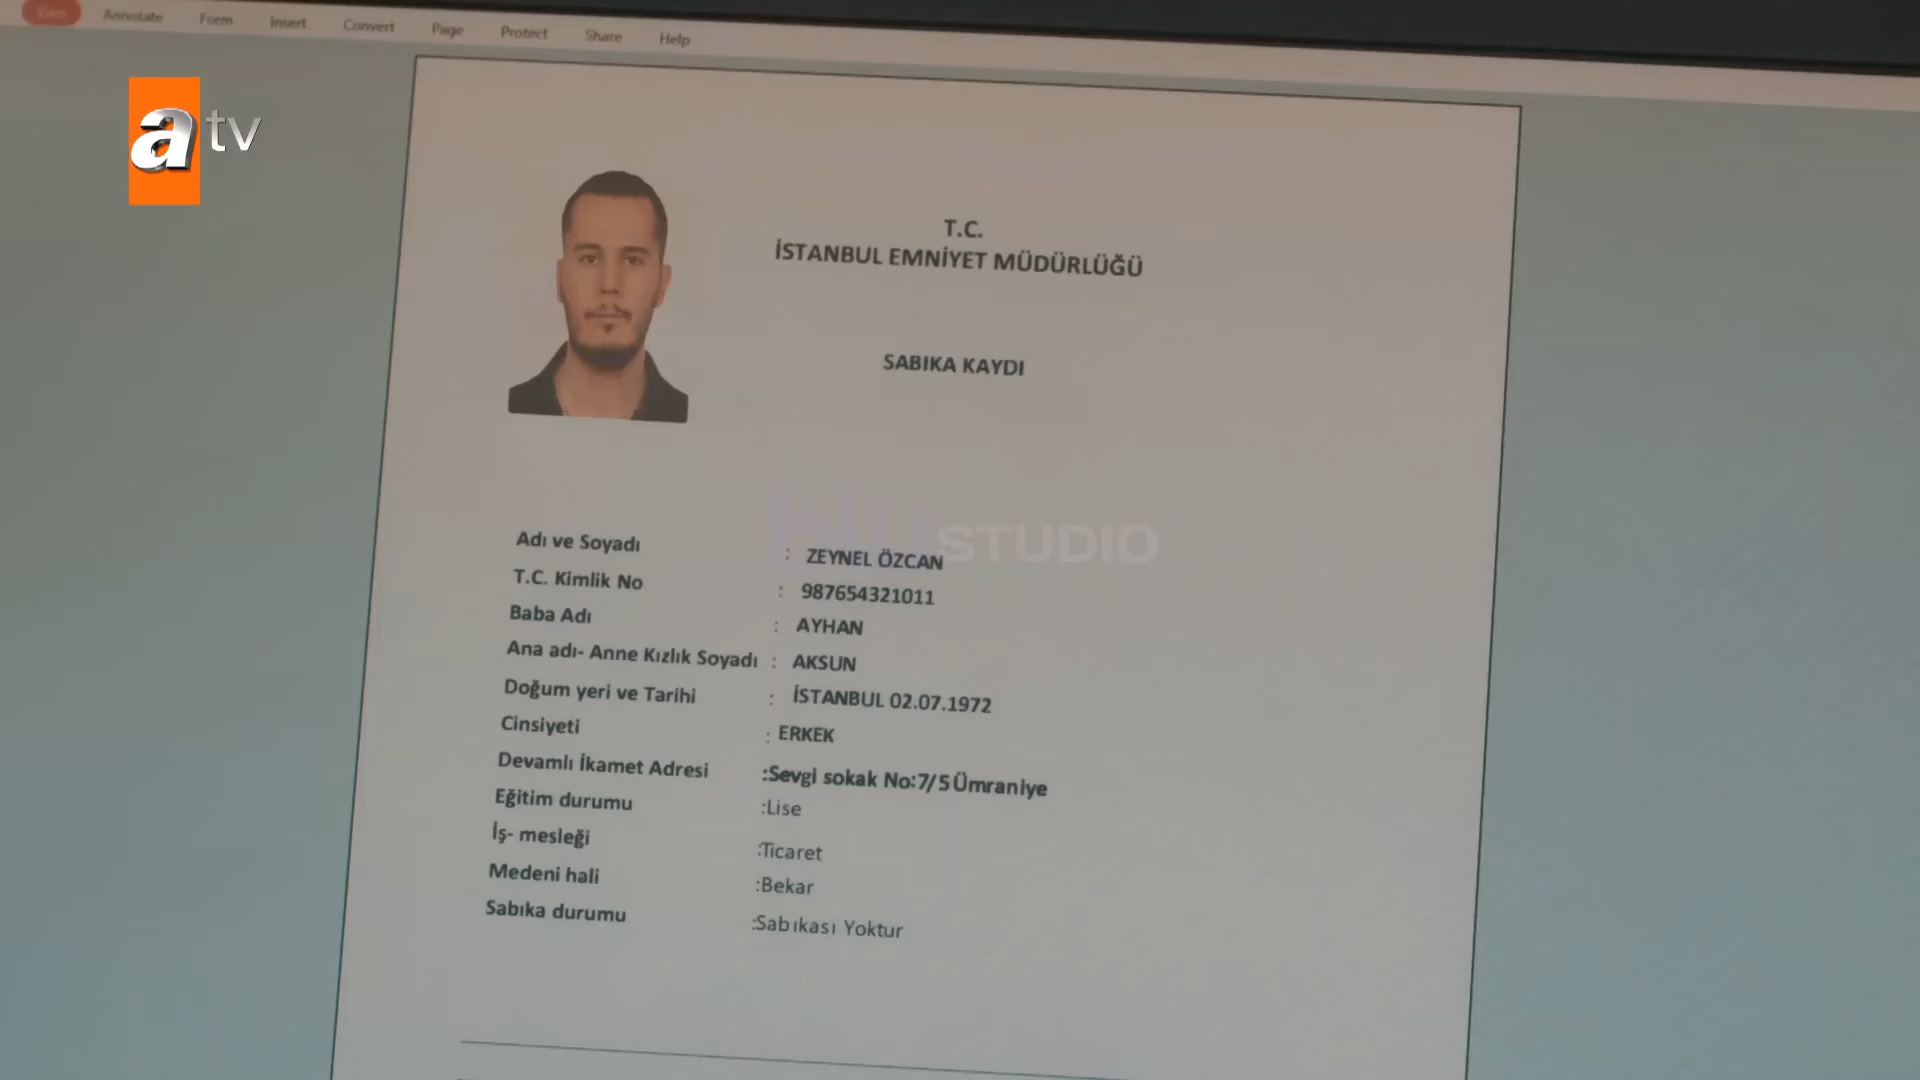 View
Annotate Form Insert Convert Page Protect Share Help
a tv
T.C.
İSTANBUL EMNİYET MÜDÜRLÜĞÜ
SABIKA KAYDI
STUDIO
Adı ve Soyadı : ZEYNEL ÖZCAN
T.C. Kimlik No : 987654321011
Baba Adı : AYHAN
Ana adı- Anne Kızlık Soyadı : AKSUN
Doğum yeri ve Tarihi : İSTANBUL 02.07.1972
Cinsiyeti : ERKEK
Devamlı İkamet Adresi :Sevgi sokak No:7/5 Ümraniye
Eğitim durumu :Lise
İş- mesleği :Ticaret
Medeni hali :Bekar
Sabıka durumu :Sabıkası Yoktur